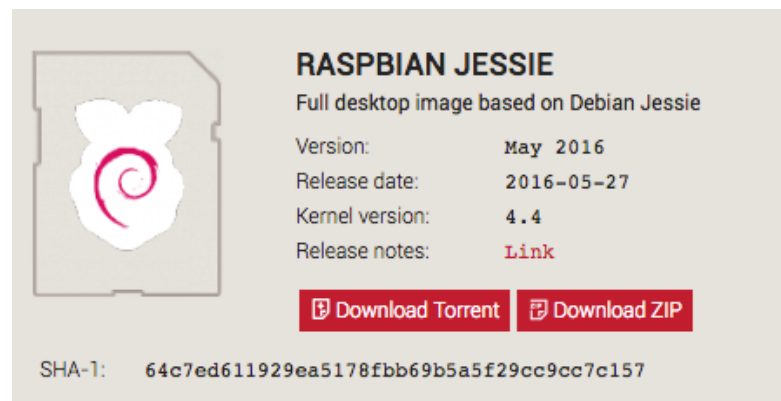 RASPBIAN JESSIE
Full desktop image based on Debian Jessie
Version: May 2016
Release date: 2016-05-27
Kernel version: 4.4
Release notes: Link
Download Torrent Download ZIP
SHA-1: 64c7ed611929ea5178fbb69b5a5f29cc9cc7c157